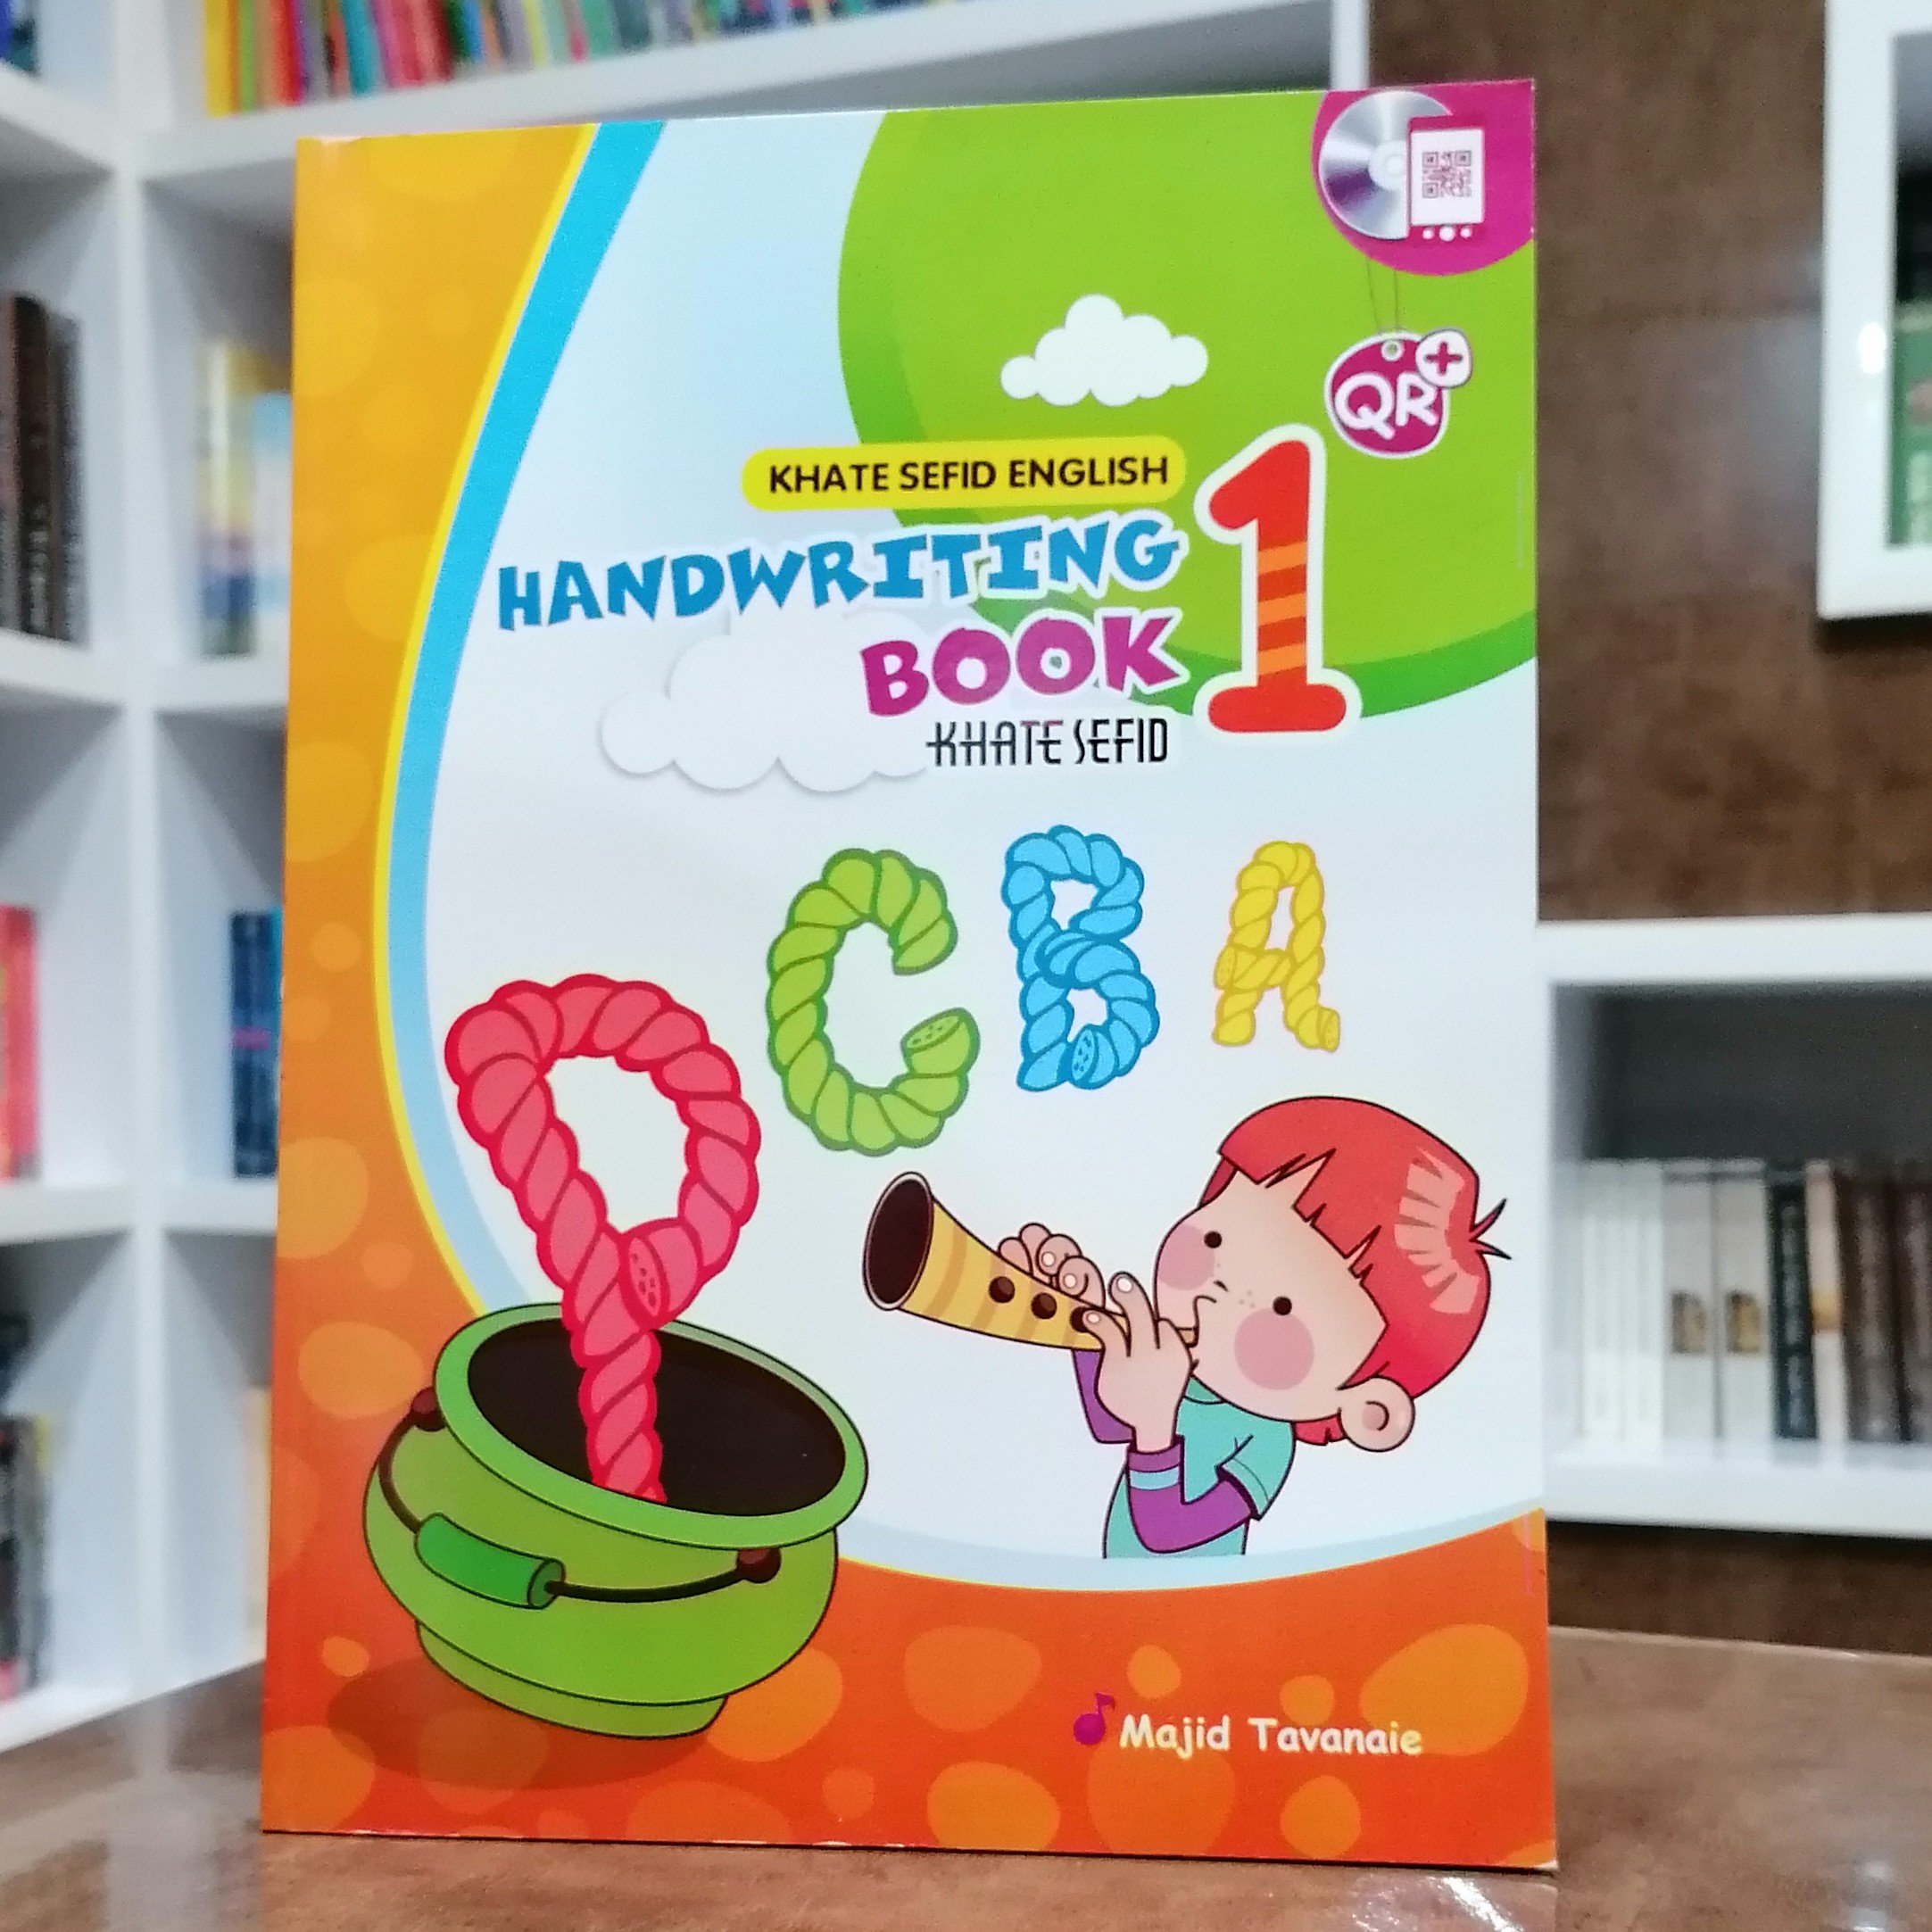 QR+
KHATE SEFID ENGLISH
HANDWRITING
BOOK 1
KHATE SEFID
D C B A
Majid Tavanaie